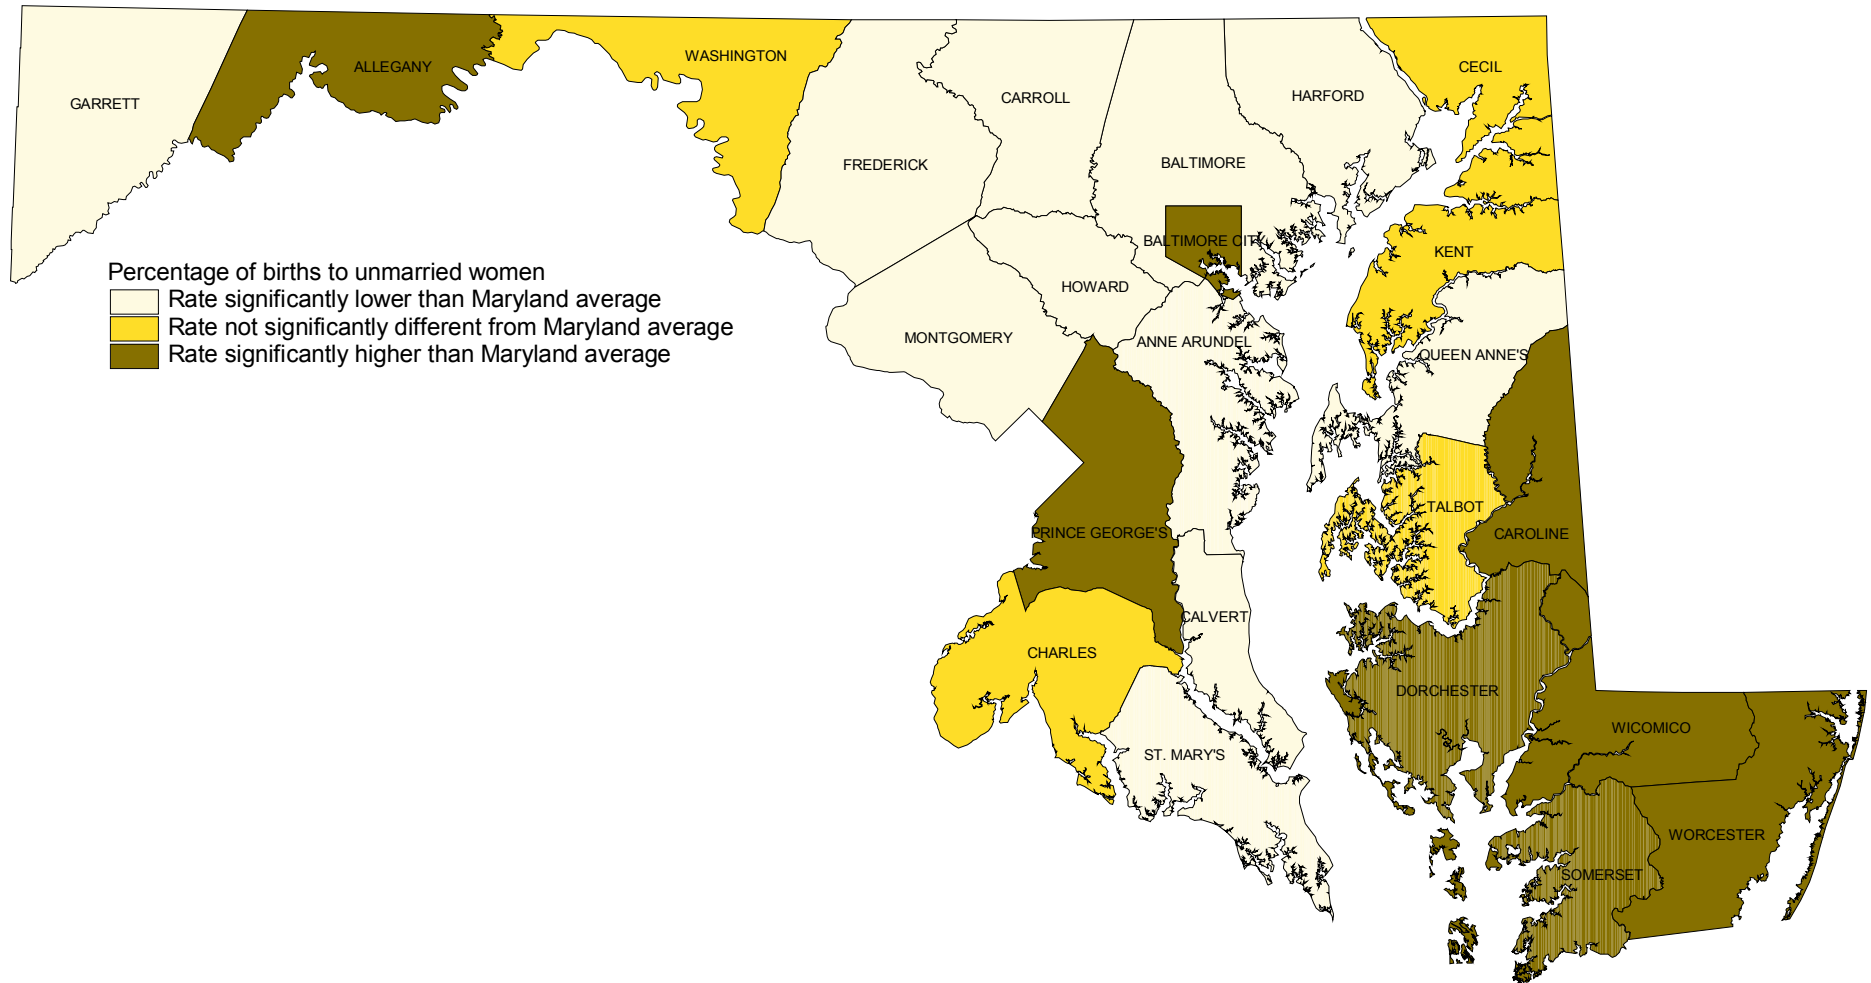 WASHINGTON
CECIL
ALLEGANY
GARRETT
CARROLL
HARFORD
FREDERICK
BALTIMORE
BALTIMORE CITY
KENT
Percentage of births to unmarried women
Rate significantly lower than Maryland average
Rate not significantly different from Maryland average
Rate significantly higher than Maryland average
HOWARD
MONTGOMERY
ANNE ARUNDEL
QUEEN ANNE'S
TALBOT
PRINCE GEORGE'S
CAROLINE
CALVERT
CHARLES
DORCHESTER
WICOMICO
ST. MARY'S
WORCESTER
SOMERSET